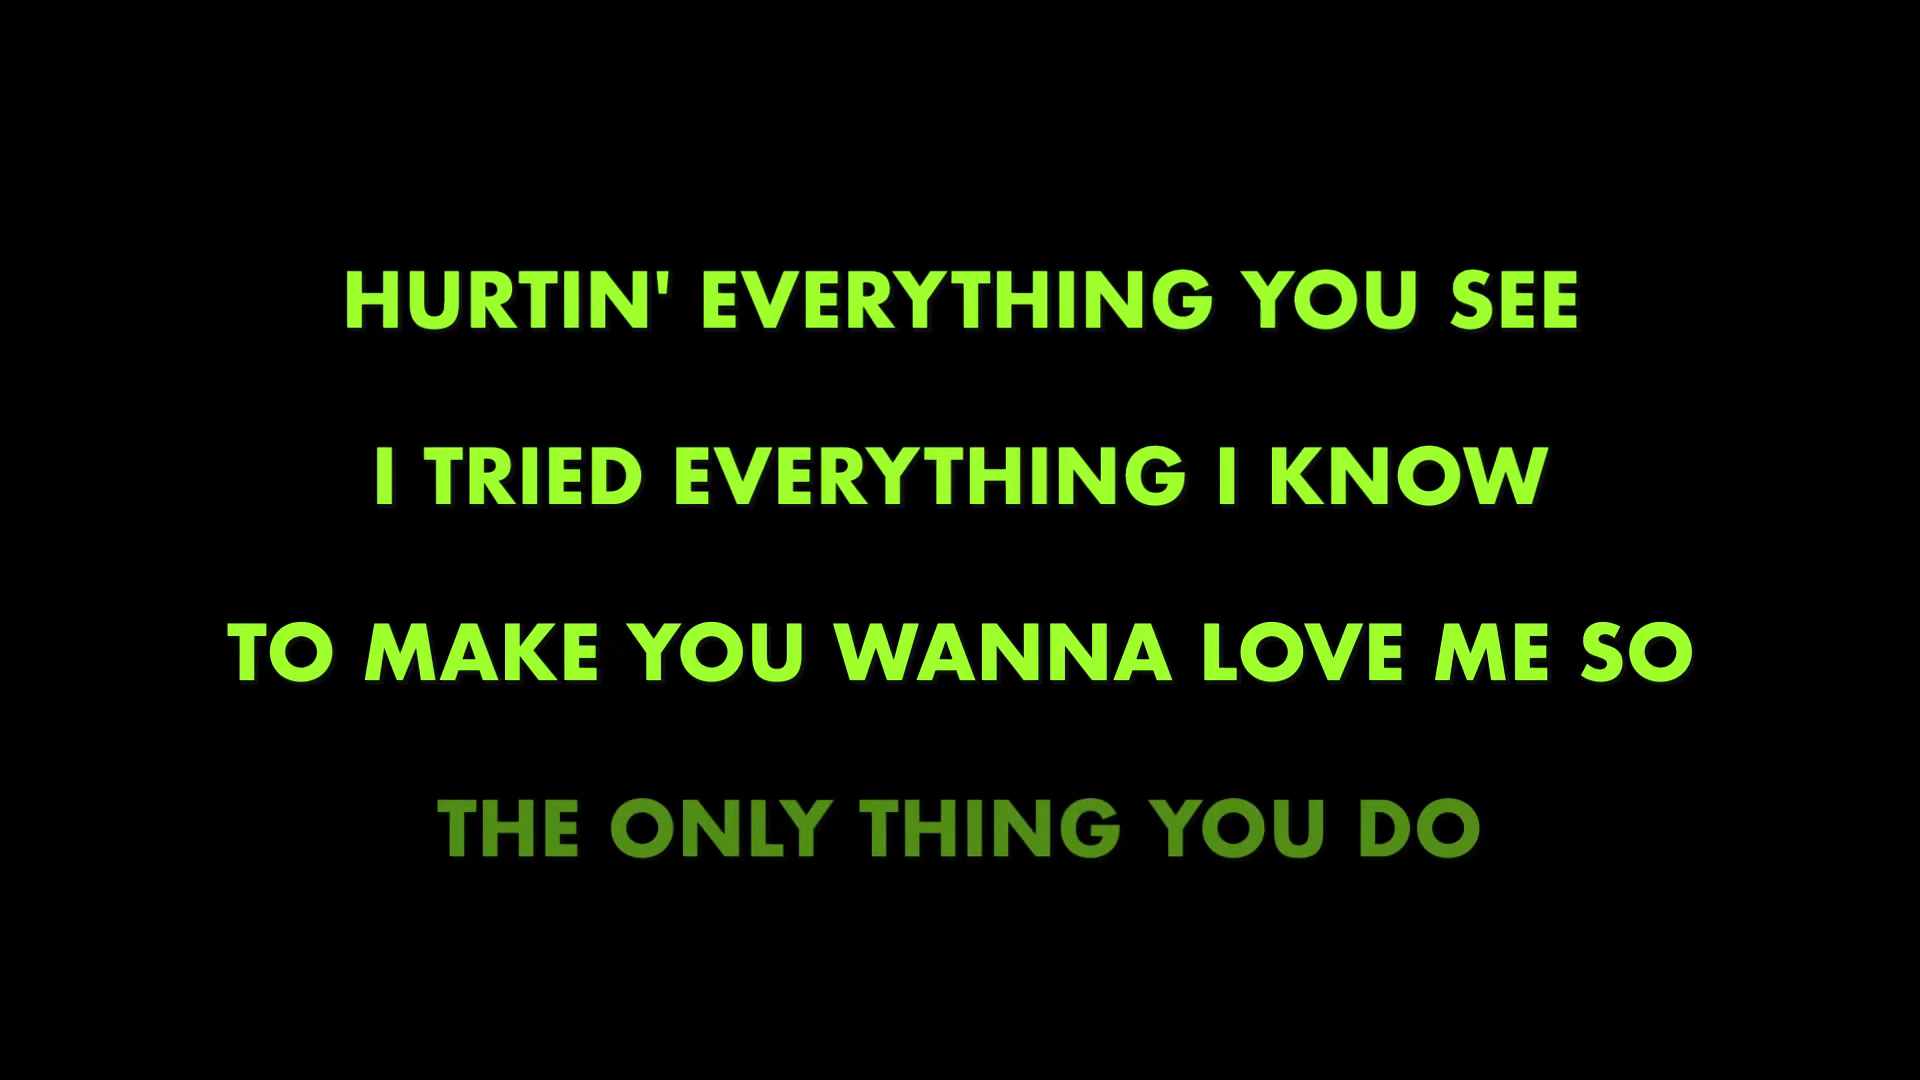 HURTIN' EVERYTHING YOU SEE
I TRIED EVERYTHING I KNOW
TO MAKE YOU WANNA LOVE ME SO
THE ONLY THING YOU DO